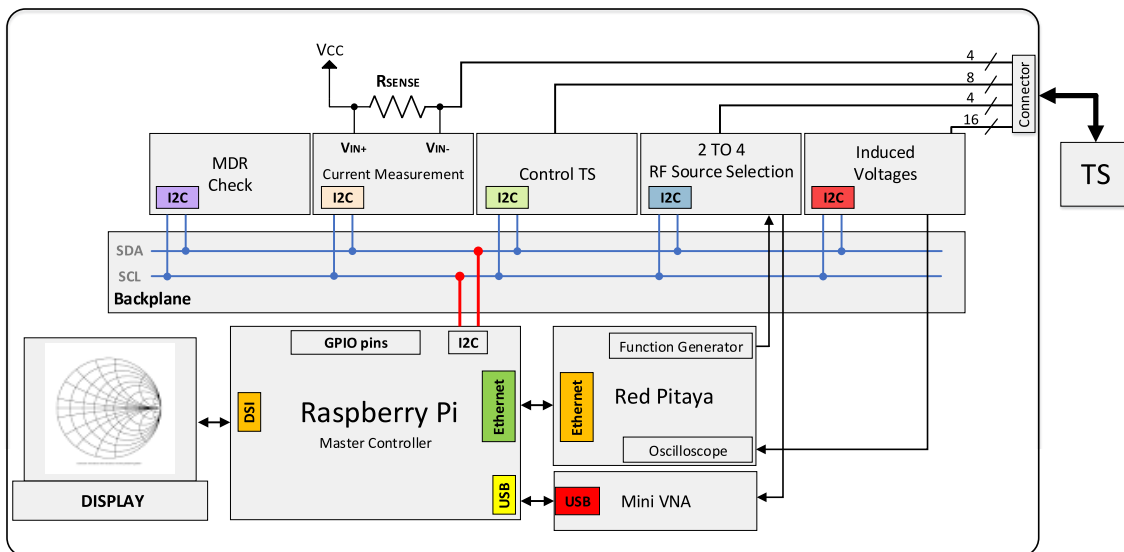 VCC
RSENSE
4
8
4
16
Connector
TS
MDR
Check
I2C
VIN+
VIN-
Current Measurement
I2C
Control TS
I2C
2 TO 4
RF Source Selection
I2C
Induced
Voltages
I2C
SDA
SCL
Backplane
GPIO pins
I2C
DSI
Raspberry Pi
Master Controller
Ethernet
USB
Function Generator
Ethernet
Red Pitaya
Oscilloscope
USB
Mini VNA
DISPLAY